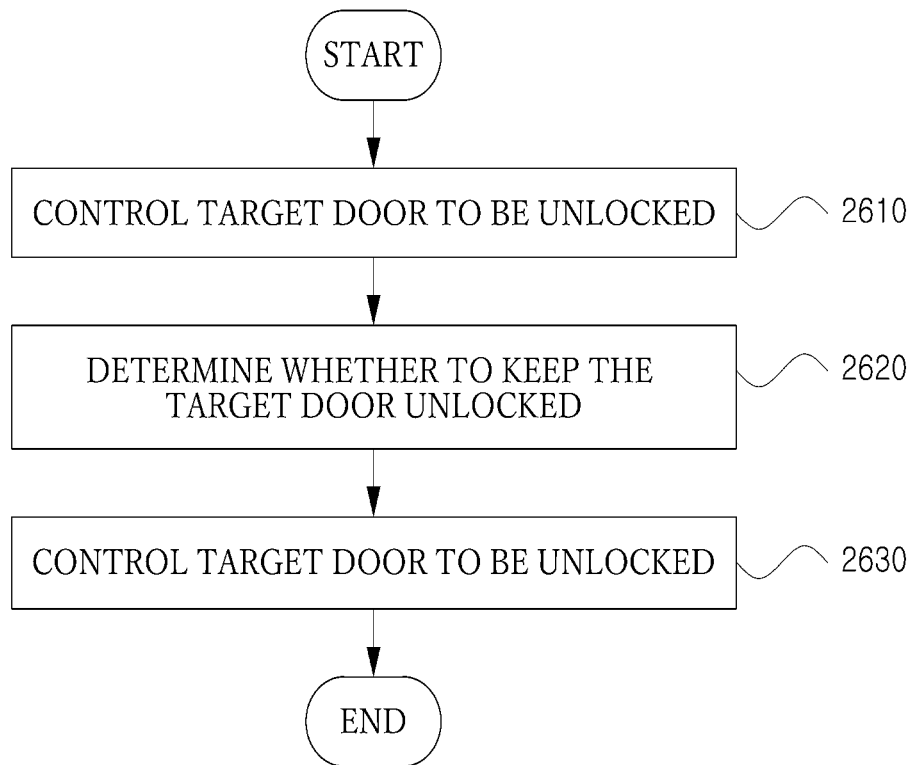 START
CONTROL TARGET DOOR TO BE UNLOCKED
2610
DETERMINE WHETHER TO KEEP THE
TARGET DOOR UNLOCKED
2620
CONTROL TARGET DOOR TO BE UNLOCKED
2630
END